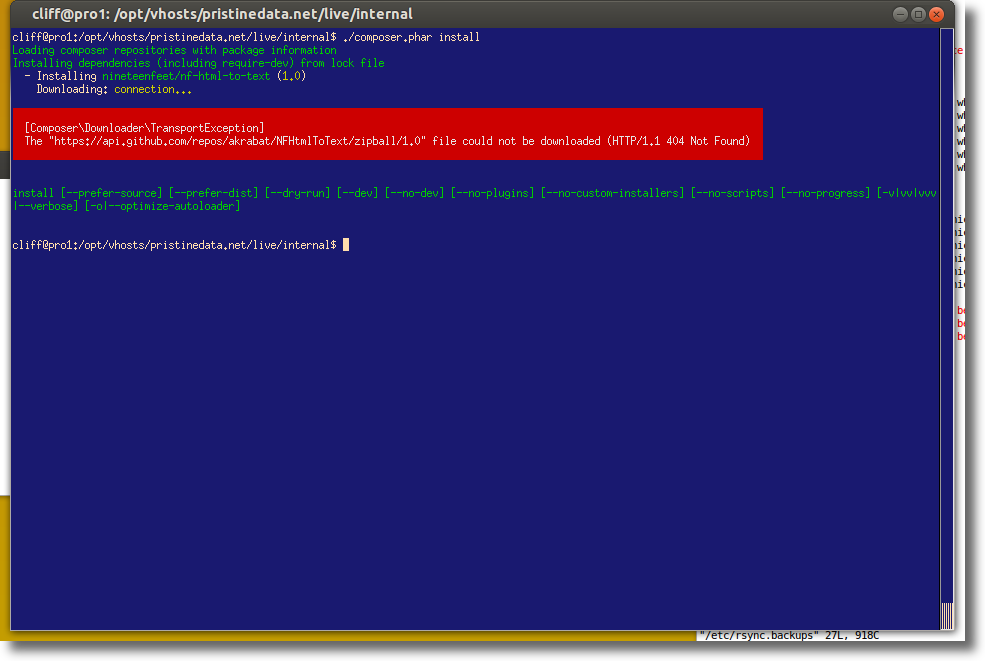 cliff@pro1: /opt/vhosts/pristinedata.net/live/internal
cliff@pro1:/opt/vhosts/pristinedata.net/live/internal$ ./composer.phar install
Loading composer repositories with package information
Installing dependencies (including require-dev) from lock file
- Installing nineteenfeet/nf-html-to-text (1.0)
Downloading: connection...
[Composer\Downloader\TransportException]
The "https://api.github.com/repos/akrabat/NFHtmlToText/zipball/1.0" file could not be downloaded (HTTP/1.1 404 Not Found)
install [--prefer-source] [--prefer-dist] [--dry-run] [--dev] [--no-dev] [--no-plugins] [--no-custom-installers] [--no-scripts] [--no-progress] [-v|vv|vvv
|--verbose] [-o|--optimize-autoloader]
cliff@pro1:/opt/vhosts/pristinedata.net/live/internal$
"/etc/rsync.backups" 27L, 918C